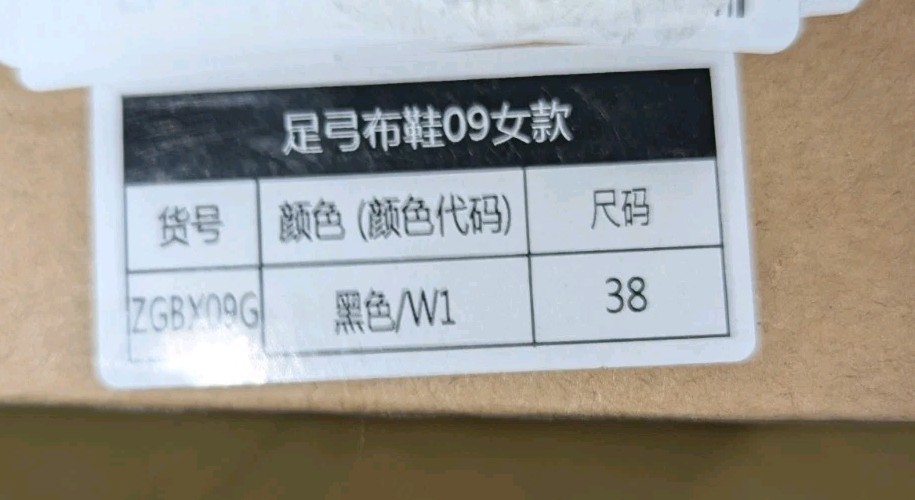 足弓布鞋09女款
货号 颜色 (颜色代码) 尺码
ZGBX09G 黑色/W1 38